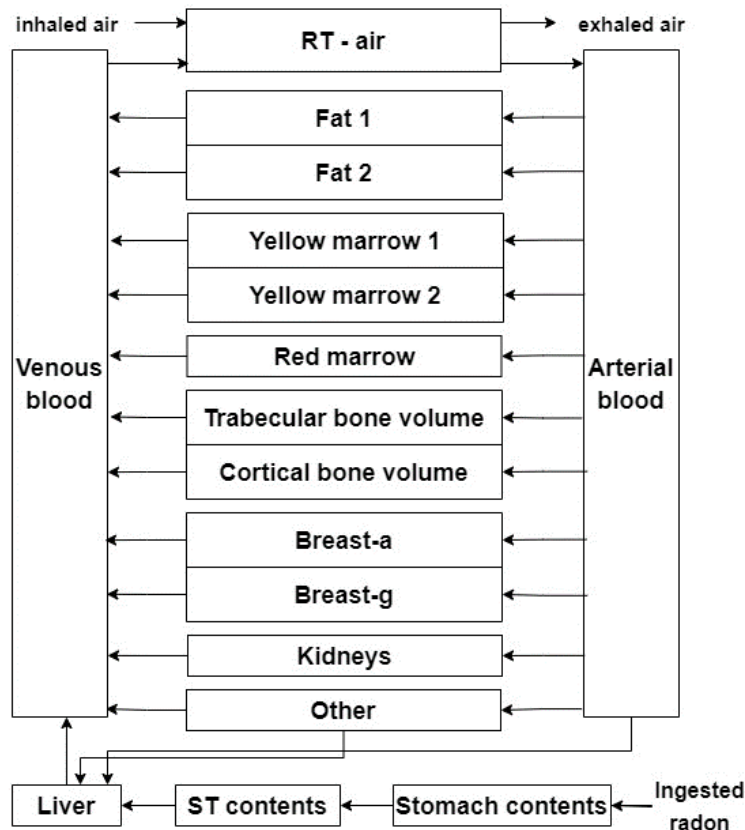 inhaled air
RT - air
exhaled air
Fat 1
Fat 2
Yellow marrow 1
Yellow marrow 2
Red marrow
Venous
blood
Arterial
blood
Trabecular bone volume
Cortical bone volume
Breast-a
Breast-g
Kidneys
Other
Liver
ST contents
Stomach contents
Ingested
radon